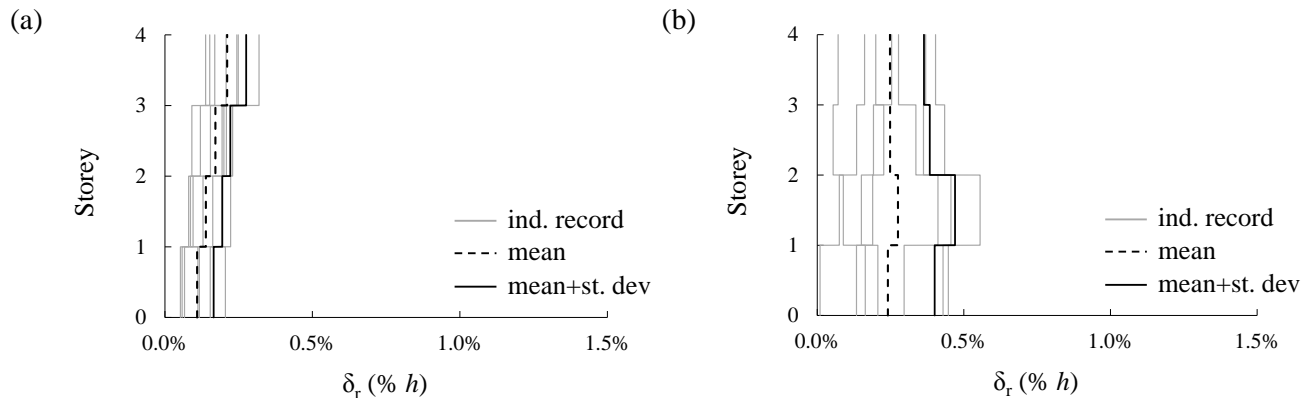 (a)
4
3
2
1
0
Storey
ind. record
mean
mean+st. dev
0.0% 0.5% 1.0% 1.5%
δr (% h)
(b)
4
3
2
1
0
Storey
ind. record
mean
mean+st. dev
0.0% 0.5% 1.0% 1.5%
δr (% h)